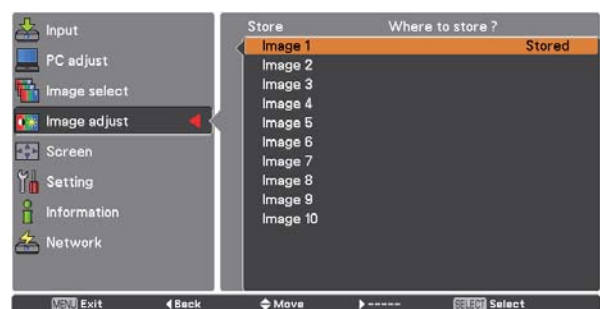 Input
PC adjust
Image select
Image adjust
Screen
Setting
Information
Network
Store Where to store ?
Image 1 Stored
Image 2
Image 3
Image 4
Image 5
Image 6
Image 7
Image 8
Image 9
Image 10
MENU Exit Back Move ----- SELECT Select